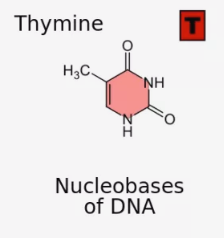 Thymine
T
O
H₃C
NH
N
H
O
Nucleobases
of DNA